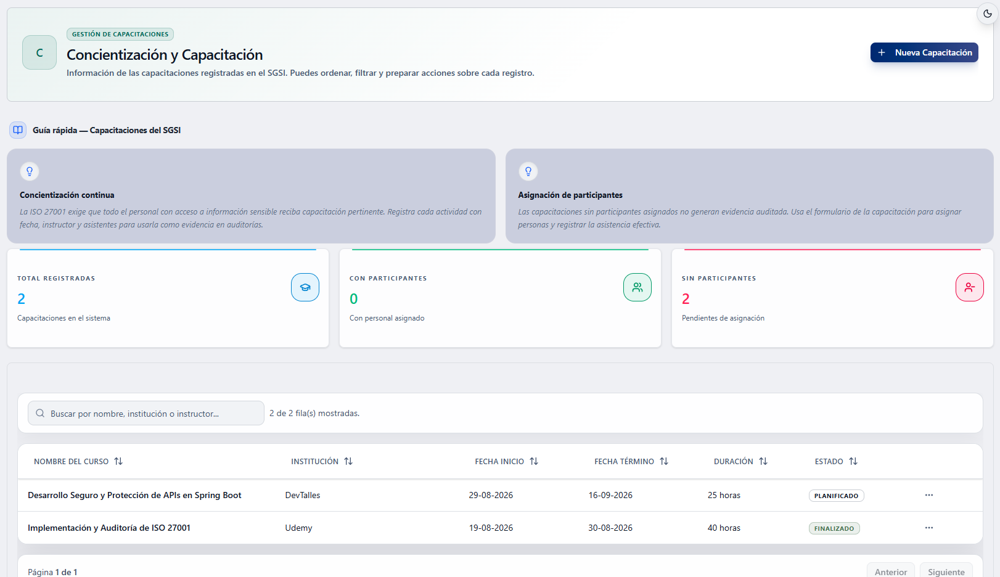 GESTIÓN DE CAPACITACIONES
C
Concientización y Capacitación
Información de las capacitaciones registradas en el SGSI. Puedes ordenar, filtrar y preparar acciones sobre cada registro.
Nueva Capacitación
Guía rápida — Capacitaciones del SGSI
Concientización continua
La ISO 27001 exige que todo el personal con acceso a información sensible reciba capacitación pertinente. Registra cada actividad con
fecha, instructor y asistentes para usarla como evidencia en auditorías.
Asignación de participantes
Las capacitaciones sin participantes asignados no generan evidencia auditada. Usa el formulario de la capacitación para asignar
personas y registrar la asistencia efectiva.
TOTAL REGISTRADAS
2
Capacitaciones en el sistema
CON PARTICIPANTES
0
Con personal asignado
SIN PARTICIPANTES
2
Pendientes de asignación
Buscar por nombre, institución o instructor...
2 de 2 fila(s) mostradas.
NOMBRE DEL CURSO INSTITUCIÓN FECHA INICIO FECHA TÉRMINO DURACIÓN ESTADO
Desarrollo Seguro y Protección de APIs en Spring Boot DevTalles 29-08-2026 16-09-2026 25 horas PLANIFICADO
Implementación y Auditoría de ISO 27001 Udemy 19-08-2026 30-08-2026 40 horas FINALIZADO
Página 1 de 1
Anterior Siguiente